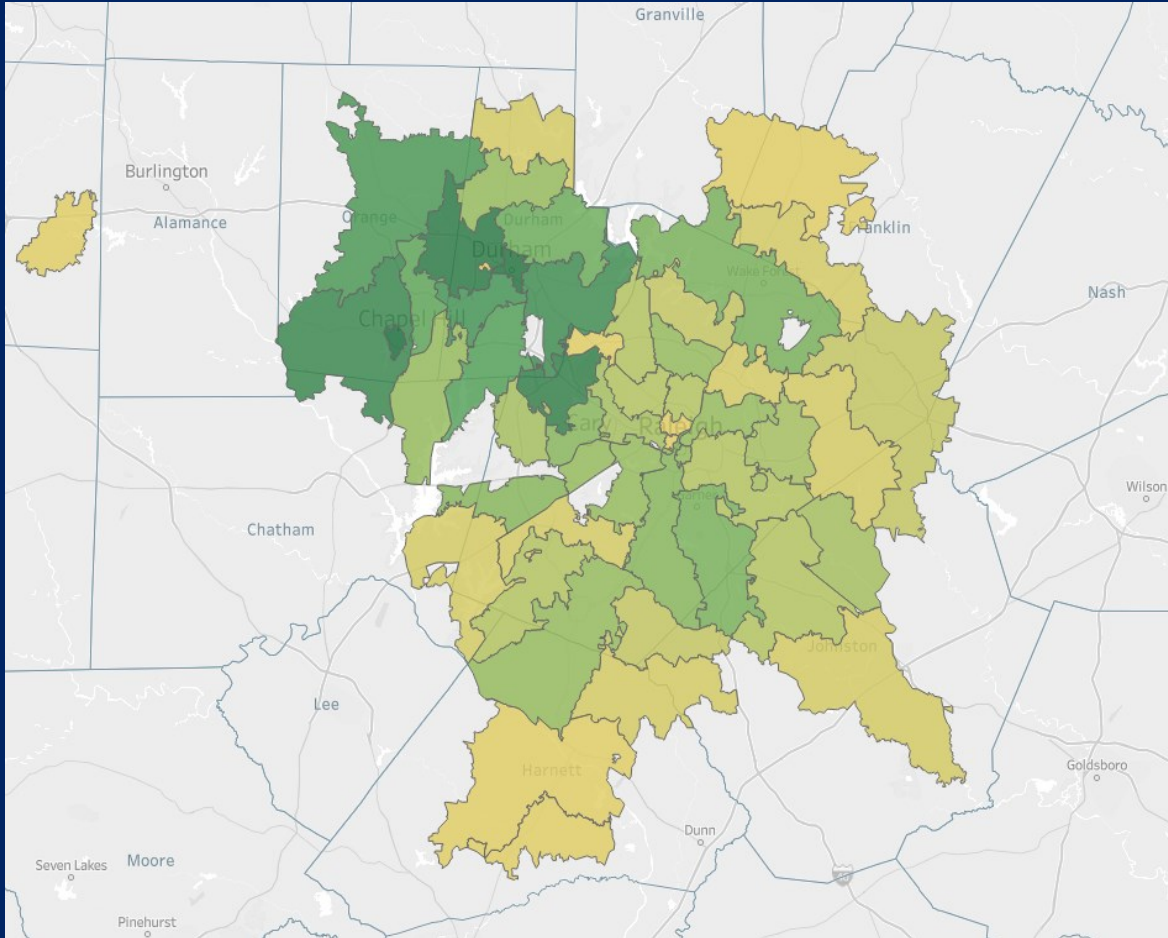 Granville
Burlington
Alamance
Orange
Durham
Durham
Franklin
Wake Forest
Nash
Chapel Hill
Cary
Raleigh
Wilson
Garner
Chatham
Johnston
Lee
Goldsboro
Harnett
Dunn
Seven Lakes
Moore
Pinehurst